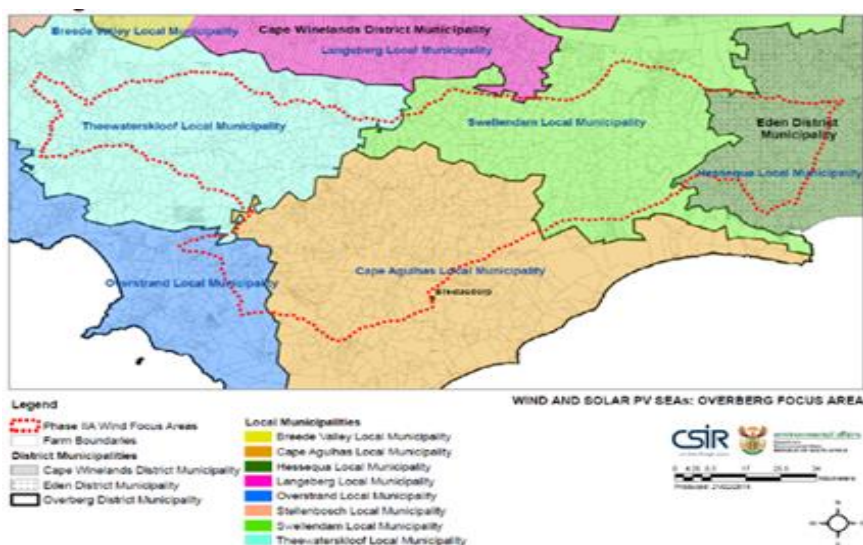 Breede Valley Local Municipality
Cape Winelands District Municipality
Langeberg Local Municipality
Theewaterskloof Local Municipality
Swellendam Local Municipality
Eden District
Municipality
Hessequa Local Municipality
Overstrand Local Municipality
Cape Agulhas Local Municipality
Bredasdorp
WIND AND SOLAR PV SEAs: OVERBERG FOCUS AREA
Legend
Phase IIA Wind Focus Areas
Farm Boundaries
District Municipalities
Cape Winelands District Municipality
Eden District Municipality
Overberg District Municipality
Local Municipalities
Breede Valley Local Municipality
Cape Agulhas Local Municipality
Hessequa Local Municipality
Langeberg Local Municipality
Overstrand Local Municipality
Stellenbosch Local Municipality
Swellendam Local Municipality
Theewaterskloof Local Municipality
CSIR
environmental affairs